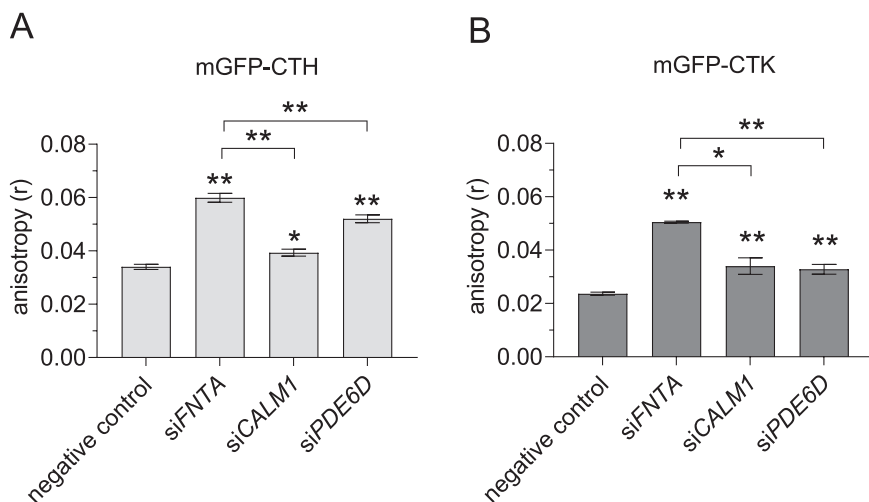 A
mGFP-CTH
**
**
0.08
0.06
0.04
0.02
0.00
anisotropy (r)
**
*
**
negative control
siFNTA
siCALM1
siPDE6D
B
mGFP-CTK
**
*
0.08
0.06
0.04
0.02
0.00
anisotropy (r)
**
**
**
negative control
siFNTA
siCALM1
siPDE6D